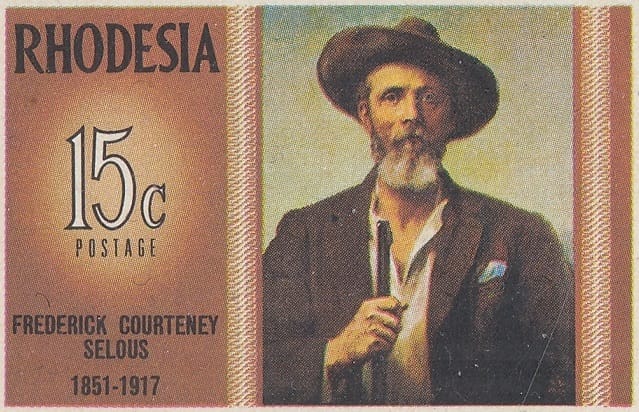 RHODESIA
15c
POSTAGE
FREDERICK COURTENEY
SELOUS
1851-1917